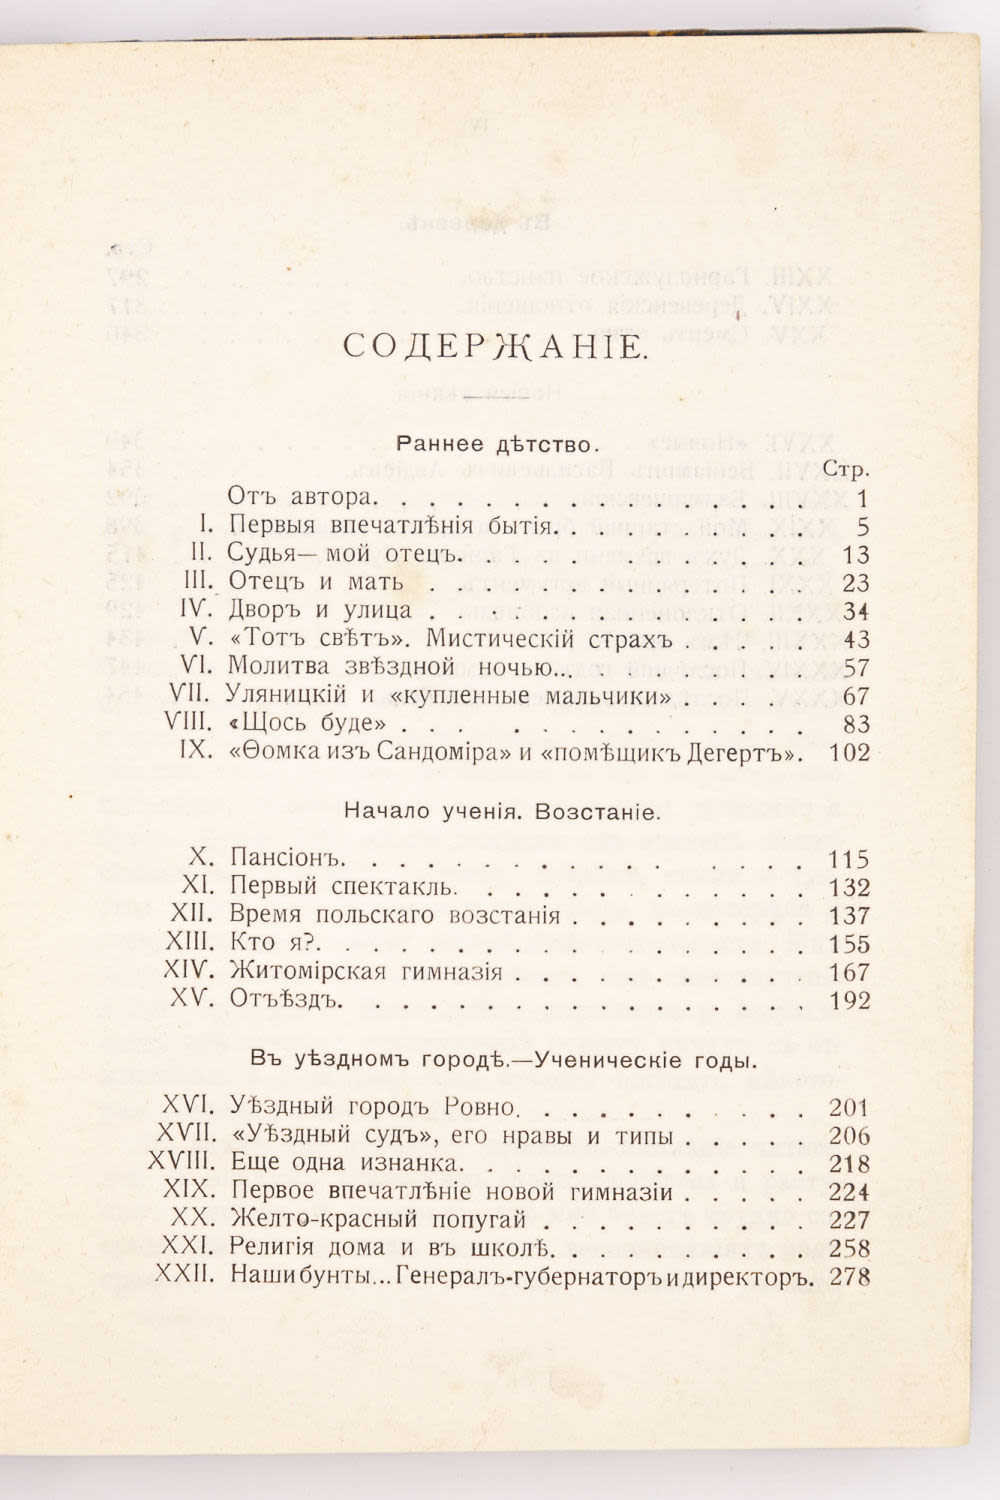 СОДЕРЖАНІЕ.
Раннее дѣтство.
Стр.
Отъ автора. . . . . . . . . . . . . . . . 1
I. Первыя впечатлѣнія бытія. . . . . . . . . . 5
II. Судья— мой отецъ. . . . . . . . . . . . . 13
III. Отецъ и мать . . . . . . . . . . . . . . 23
IV. Дворъ и улица . . . . . . . . . . . . . . 34
V. «Тотъ свѣтъ». Мистическій страхъ . . . . . 43
VI. Молитва звѣздной ночью... . . . . . . . . 57
VII. Уляницкій и «купленные мальчики» . . . . . 67
VIII. «Щось буде» . . . . . . . . . . . . . . 83
IX. «Ѳомка изъ Сандоміра» и «помѣщикъ Дегертъ». 102
Начало ученія. Возстаніе.
X. Пансіонъ. . . . . . . . . . . . . . . . 115
XI. Первый спектакль. . . . . . . . . . . . . 132
XII. Время польскаго возстанія . . . . . . . . . 137
XIII. Кто я?. . . . . . . . . . . . . . . . . 155
XIV. Житомірская гимназія . . . . . . . . . . . 167
XV. Отъѣздъ. . . . . . . . . . . . . . . . . 192
Въ уѣздномъ городѣ.—Ученическіе годы.
XVI. Уѣздный городъ Ровно. . . . . . . . . . . 201
XVII. «Уѣздный судъ», его нравы и типы . . . . . 206
XVIII. Еще одна изнанка. . . . . . . . . . . . . 218
XIX. Первое впечатлѣніе новой гимназіи . . . . . 224
XX. Желто-красный попугай . . . . . . . . . . 227
XXI. Религія дома и въ школѣ. . . . . . . . . . 258
XXII. Наши бунты... Генералъ-губернаторъ и директоръ. 278